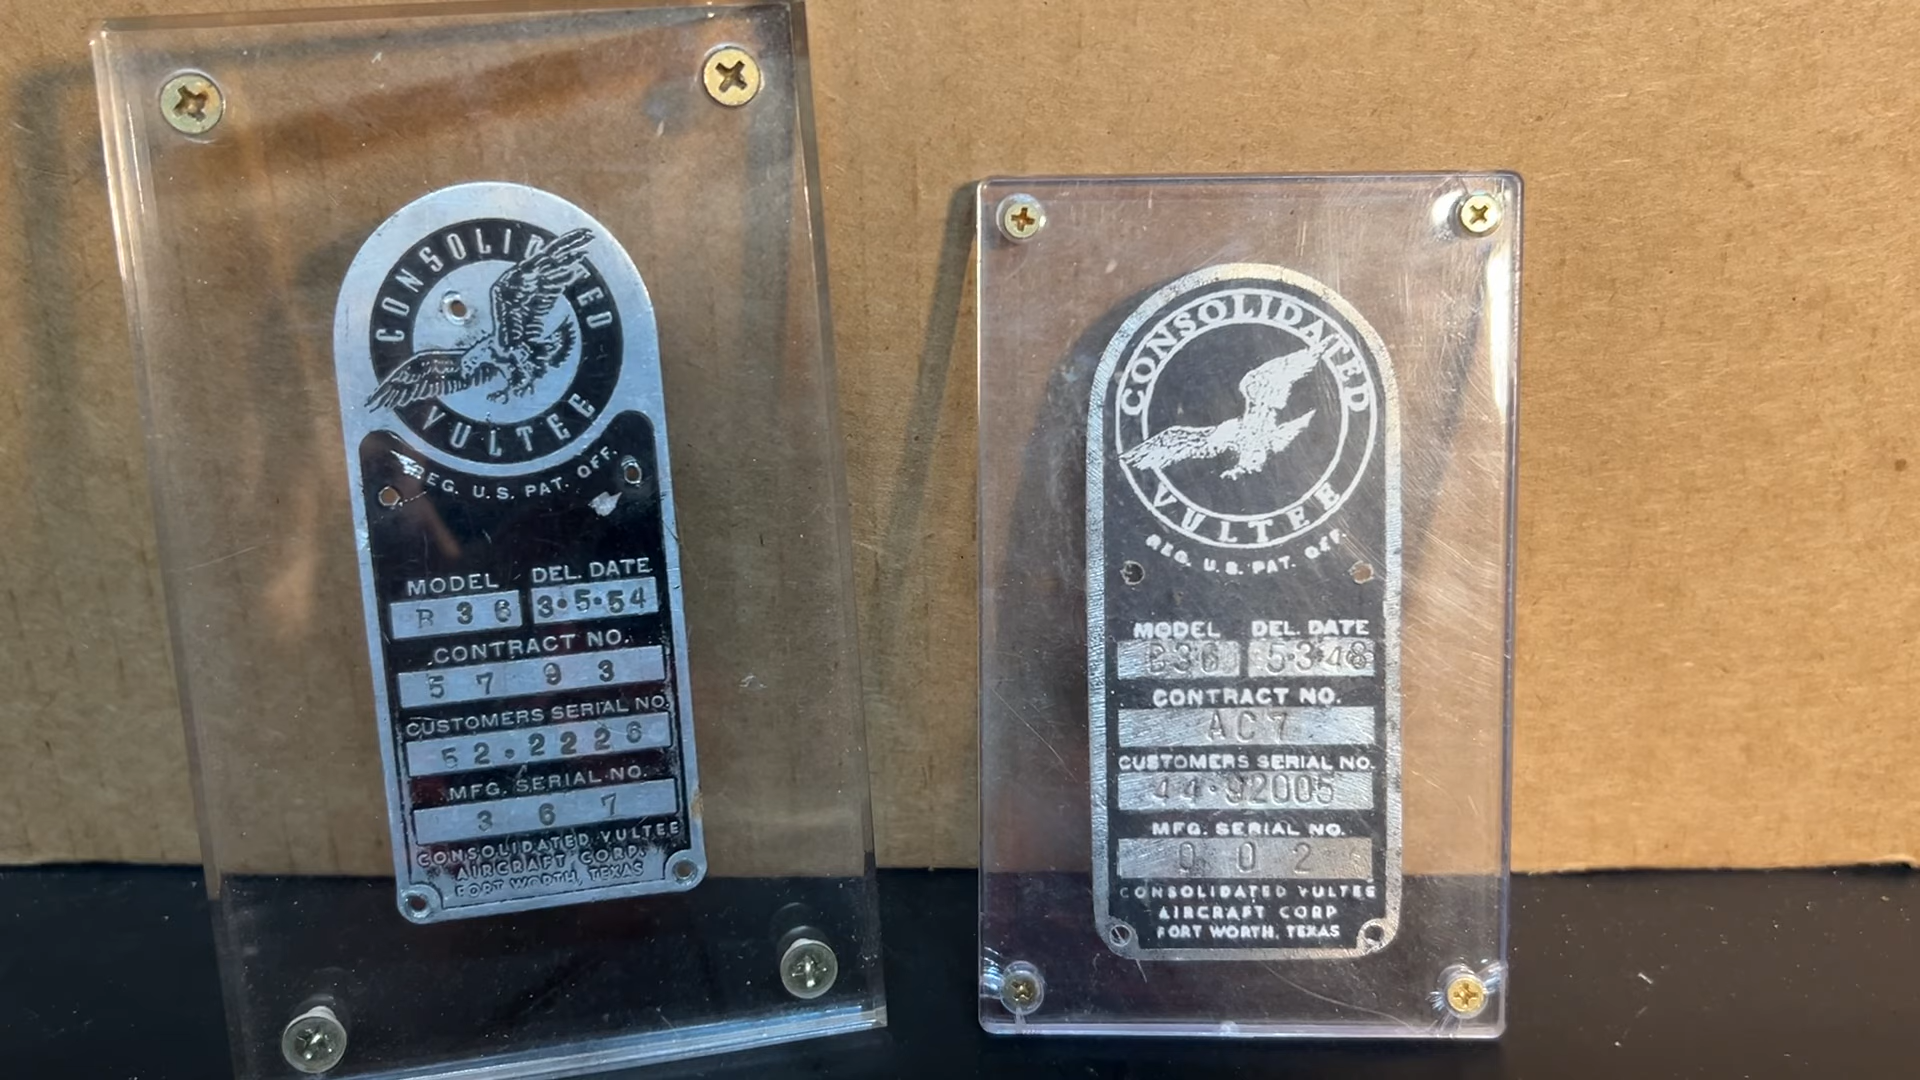 CONSOLIDATED
VULTEE
REG. U.S. PAT. OFF.
MODEL DEL. DATE
B 36 3•5•54
CONTRACT NO.
5 7 9 3
CUSTOMERS SERIAL NO.
52•2226
MFG. SERIAL NO.
3 6 7
CONSOLIDATED VULTEE
AIRCRAFT CORP.
FORT WORTH, TEXAS
CONSOLIDATED
VULTEE
REG. U.S. PAT. OFF.
MODEL DEL. DATE
B36 5•3•48
CONTRACT NO.
AC7
CUSTOMERS SERIAL NO.
44•92005
MFG. SERIAL NO.
0 0 2
CONSOLIDATED VULTEE
AIRCRAFT CORP
FORT WORTH, TEXAS